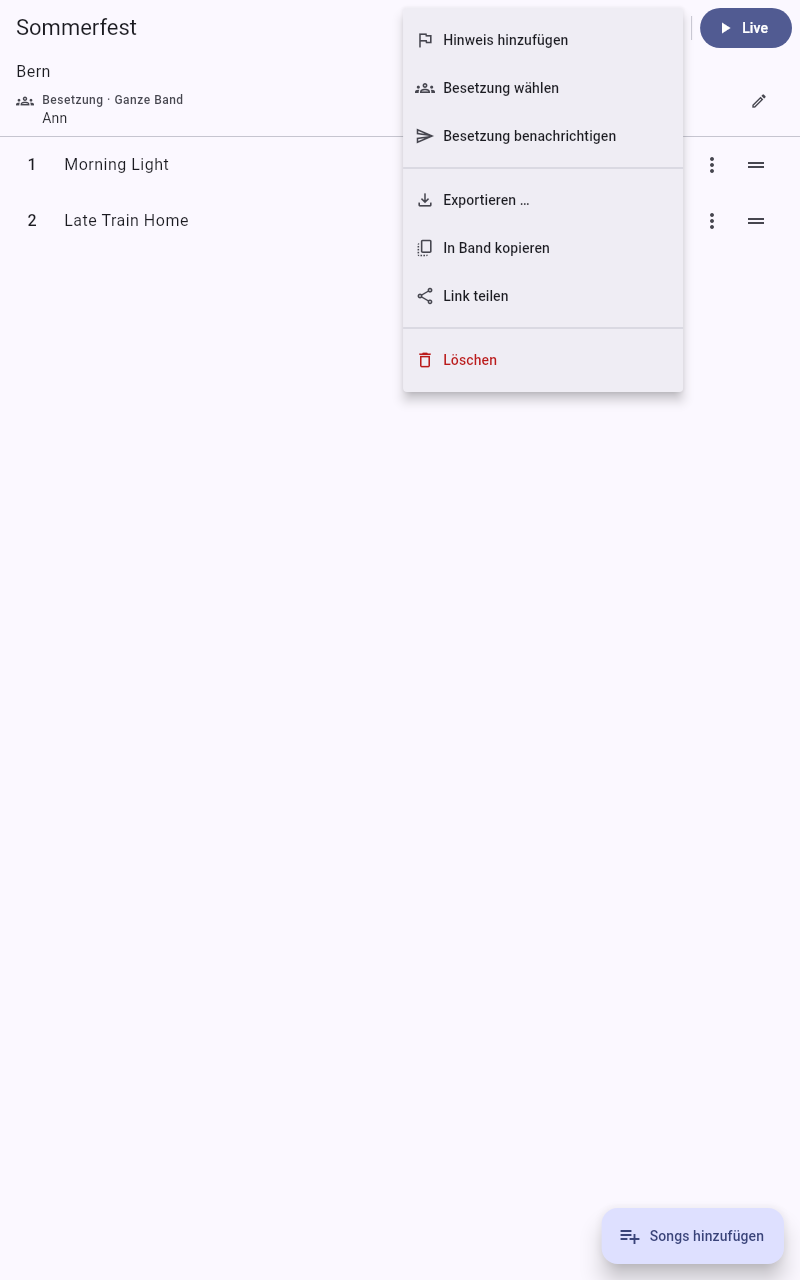 Sommerfest
Live
Bern
Besetzung · Ganze Band
Ann
1 Morning Light
2 Late Train Home
Hinweis hinzufügen
Besetzung wählen
Besetzung benachrichtigen
Exportieren ...
In Band kopieren
Link teilen
Löschen
Songs hinzufügen